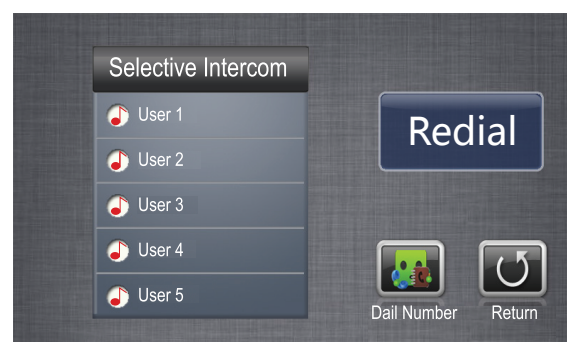 Selective Intercom
User 1
User 2
User 3
User 4
User 5
Redial
Dail Number
Return